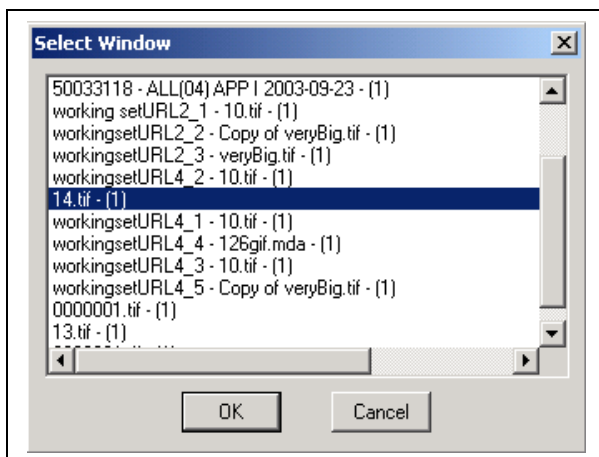 Select Window
50033118 - ALL(04) APP I 2003-09-23 - (1)
working setURL2_1 - 10.tif - (1)
workingsetURL2_2 - Copy of veryBig.tif - (1)
workingsetURL2_3 - veryBig.tif - (1)
workingsetURL4_2 - 10.tif - (1)
14.tif - (1)
workingsetURL4_1 - 10.tif - (1)
workingsetURL4_4 - 126gif.mda - (1)
workingsetURL4_3 - 10.tif - (1)
workingsetURL4_5 - Copy of veryBig.tif - (1)
0000001.tif - (1)
13.tif - (1)
OK Cancel